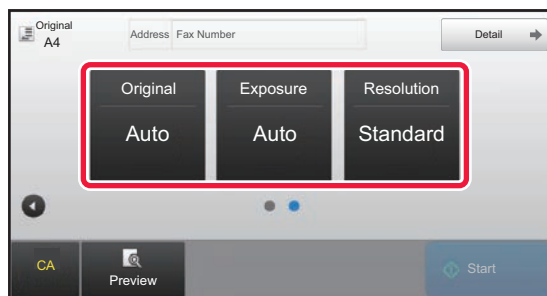 Original
A4
Address Fax Number
Detail
Original
Auto
Exposure
Auto
Resolution
Standard
CA
Preview
Start